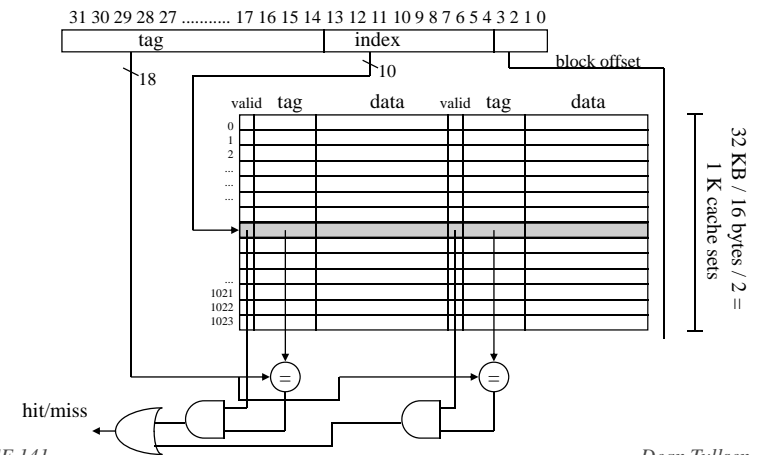 31 30 29 28 27 ........... 17 16 15 14 13 12 11 10 9 8 7 6 5 4 3 2 1 0
tag index
18
10
block offset
valid tag data valid tag data
0
1
2
...
...
...
...
1021
1022
1023
32 KB / 16 bytes / 2 =
1 K cache sets
= =
hit/miss